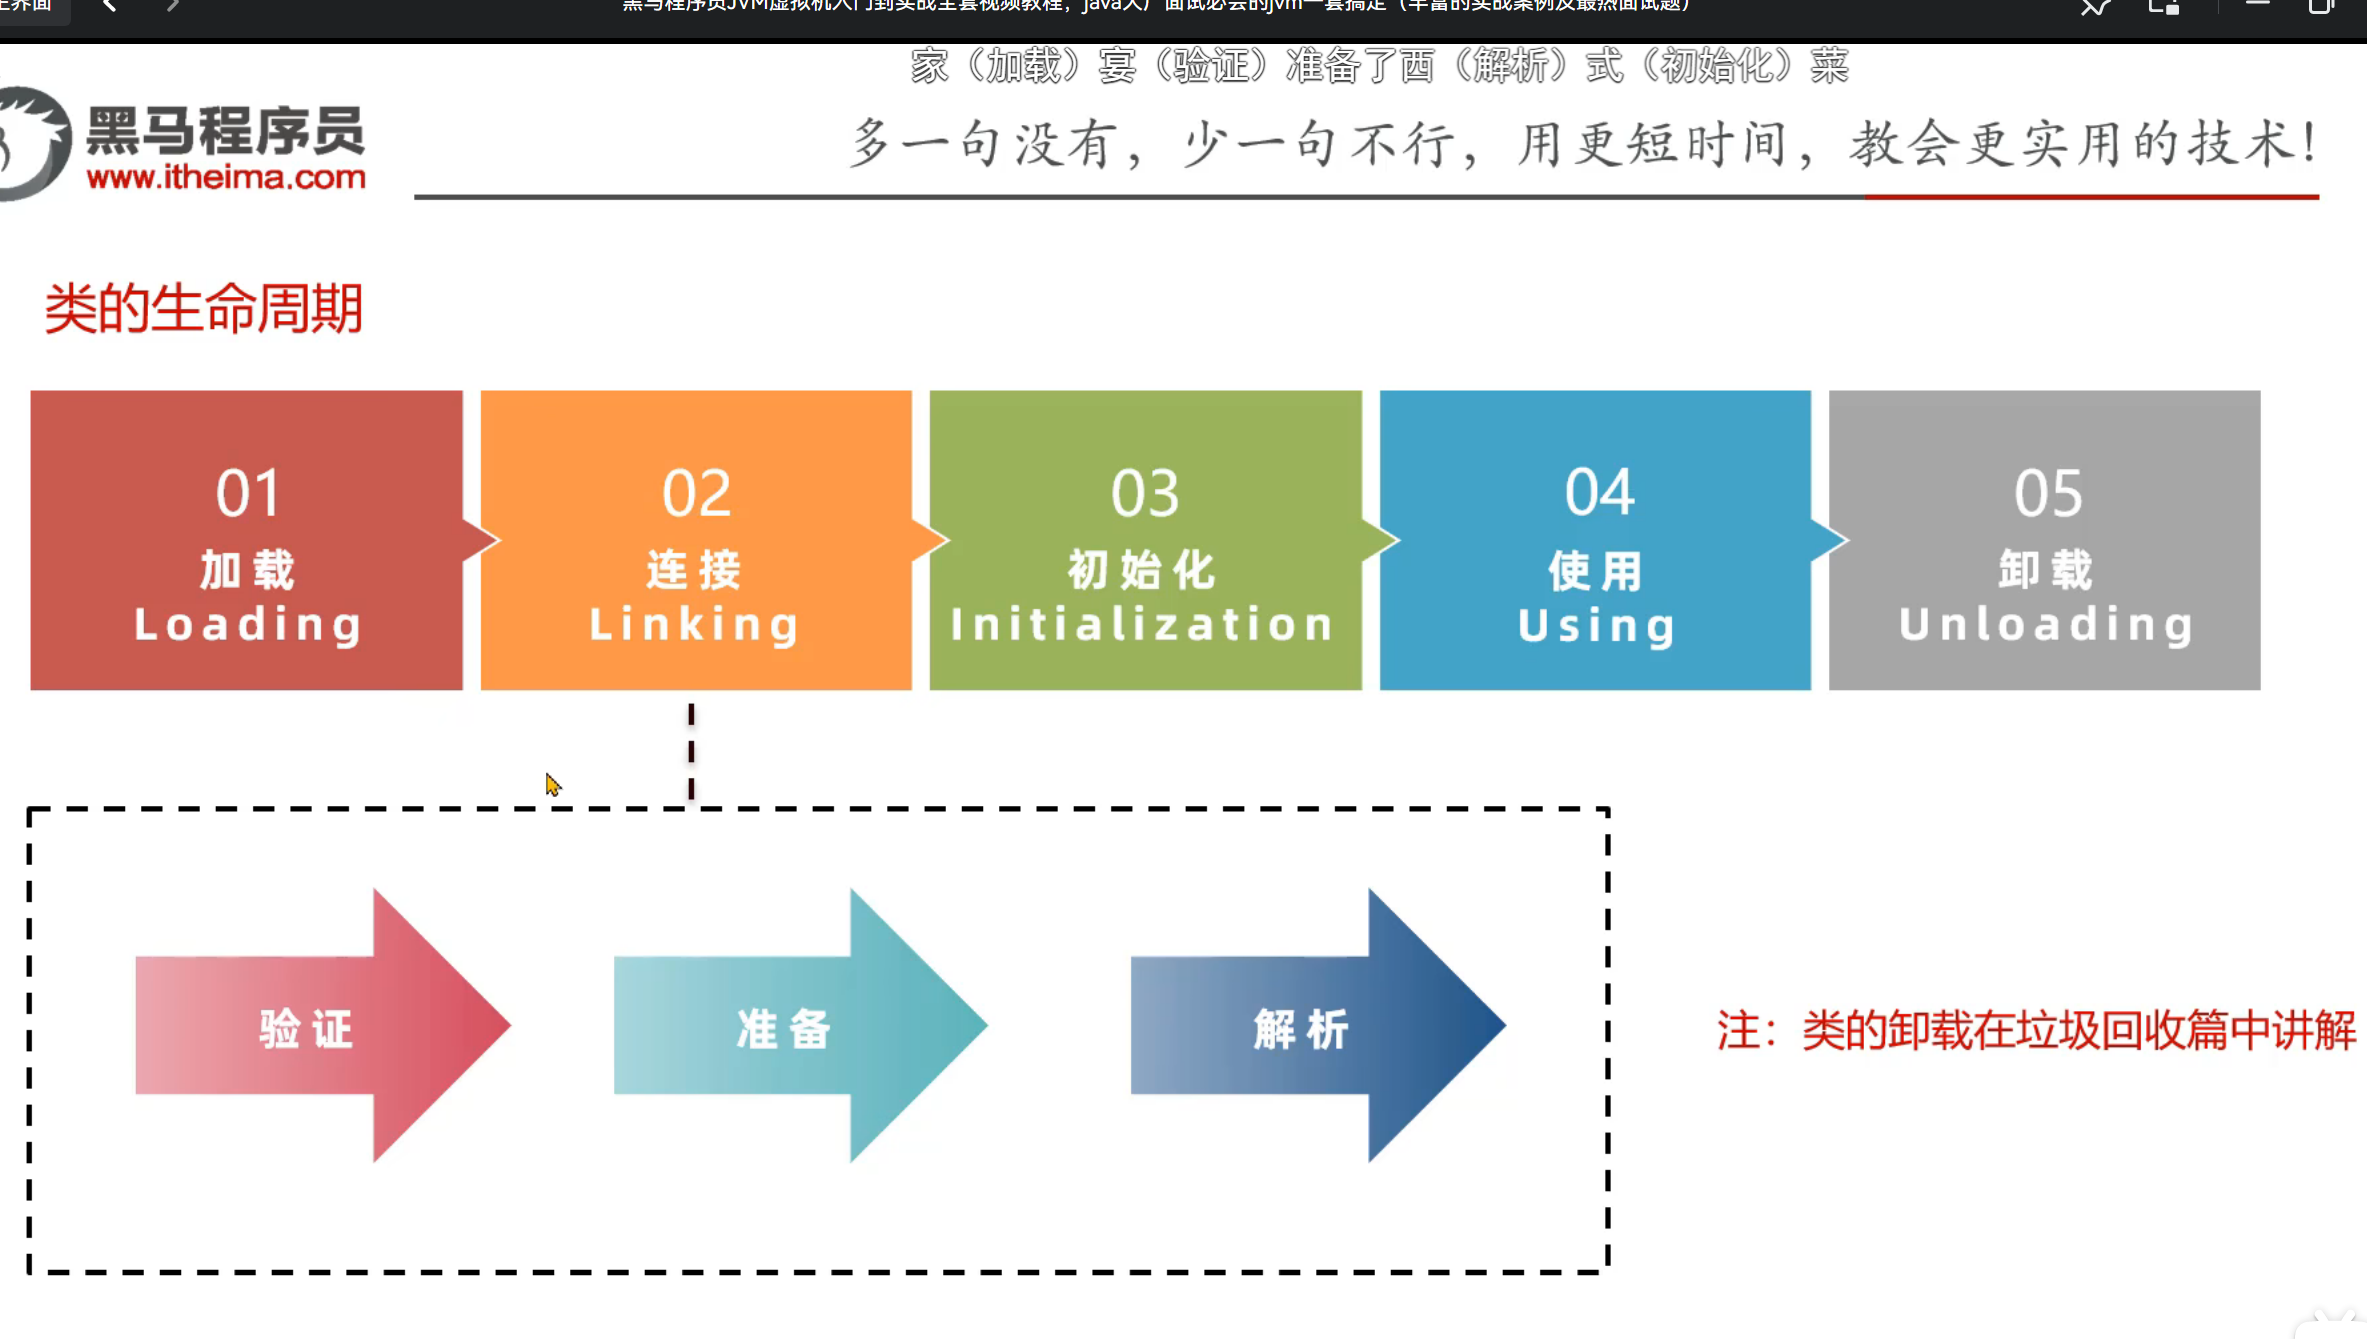 主界面
黑马程序员JVM虚拟机入门到实战全套视频教程，java大厂面试必会的jvm一套搞定（丰富的实战案例及最热面试题）
家（加载）宴（验证）准备了西（解析）式（初始化）菜
黑马程序员
www.itheima.com
多一句没有，少一句不行，用更短时间，教会更实用的技术！
类的生命周期
01
加载
Loading
02
连接
Linking
03
初始化
Initialization
04
使用
Using
05
卸载
Unloading
验证
准备
解析
注：类的卸载在垃圾回收篇中讲解